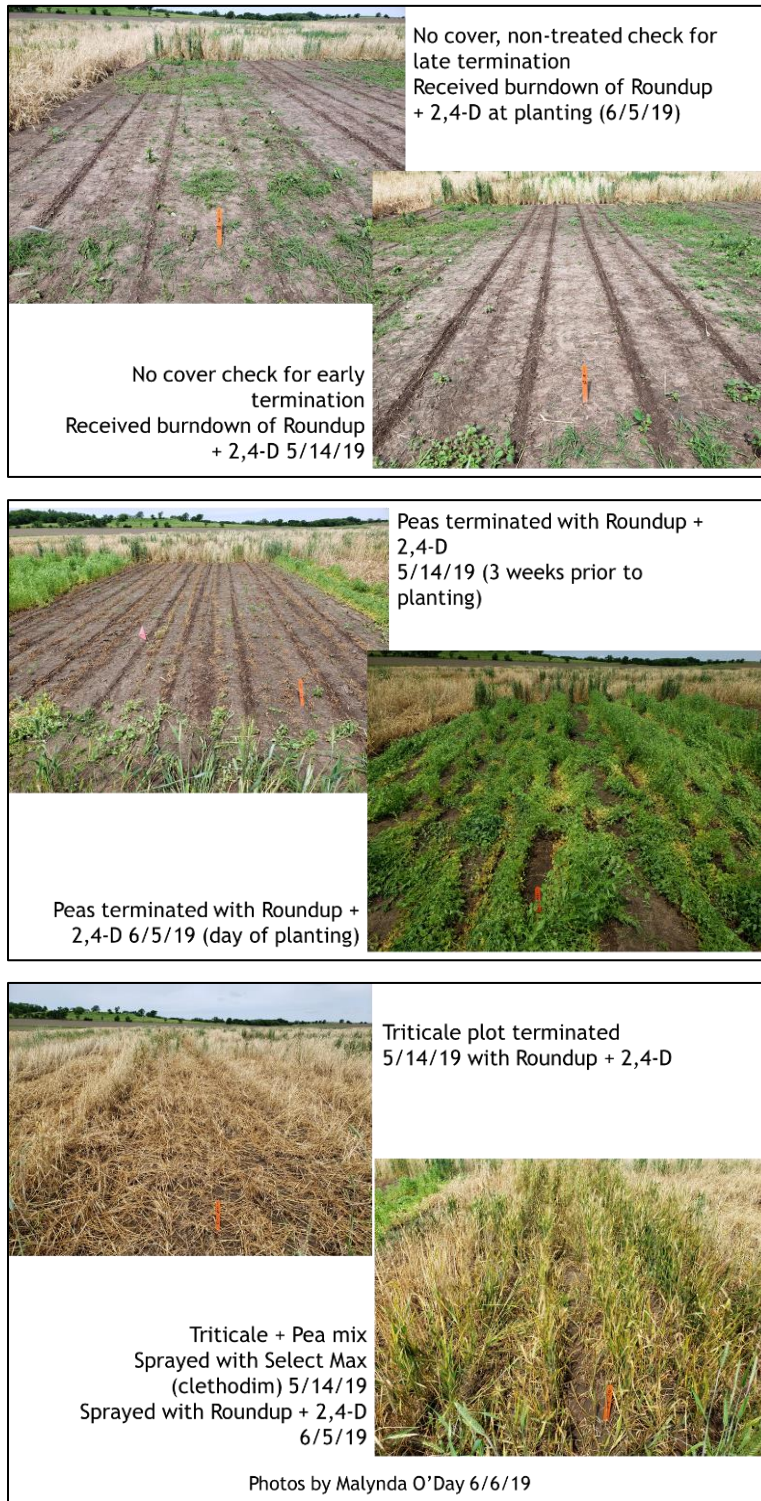 No cover, non-treated check for
late termination
Received burndown of Roundup
+ 2,4-D at planting (6/5/19)
No cover check for early
termination
Received burndown of Roundup
+ 2,4-D 5/14/19
Peas terminated with Roundup +
2,4-D
5/14/19 (3 weeks prior to
planting)
Peas terminated with Roundup +
2,4-D 6/5/19 (day of planting)
Triticale plot terminated
5/14/19 with Roundup + 2,4-D
Triticale + Pea mix
Sprayed with Select Max
(clethodim) 5/14/19
Sprayed with Roundup + 2,4-D
6/5/19
Photos by Malynda O’Day 6/6/19